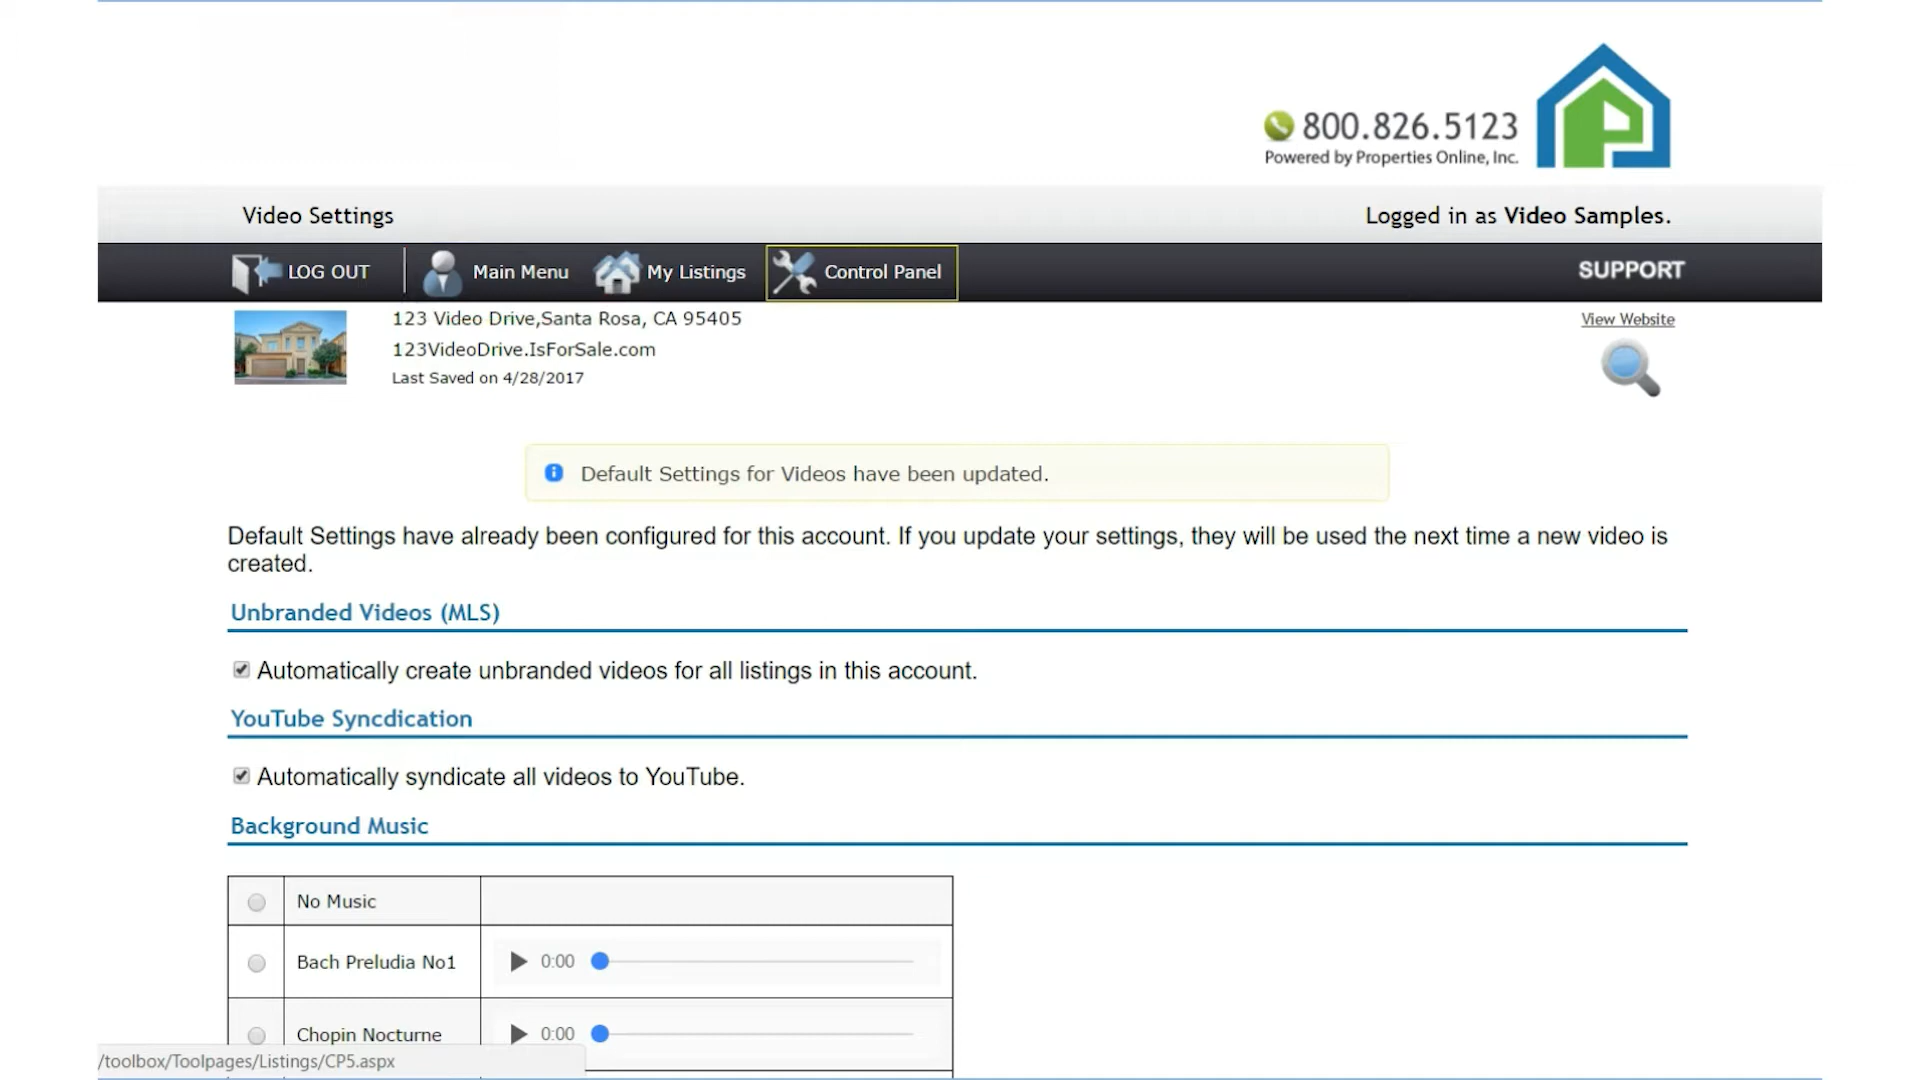 800.826.5123
Powered by Properties Online, Inc.
Video Settings
Logged in as Video Samples.
LOG OUT
Main Menu
My Listings
Control Panel
SUPPORT
123 Video Drive,Santa Rosa, CA 95405
View Website
123VideoDrive.IsForSale.com
Last Saved on 4/28/2017
Default Settings for Videos have been updated.
Default Settings have already been configured for this account. If you update your settings, they will be used the next time a new video is
created.
Unbranded Videos (MLS)
Automatically create unbranded videos for all listings in this account.
YouTube Syncdication
Automatically syndicate all videos to YouTube.
Background Music
No Music
Bach Preludia No1
0:00
Chopin Nocturne
0:00
/toolbox/Toolpages/Listings/CP5.aspx